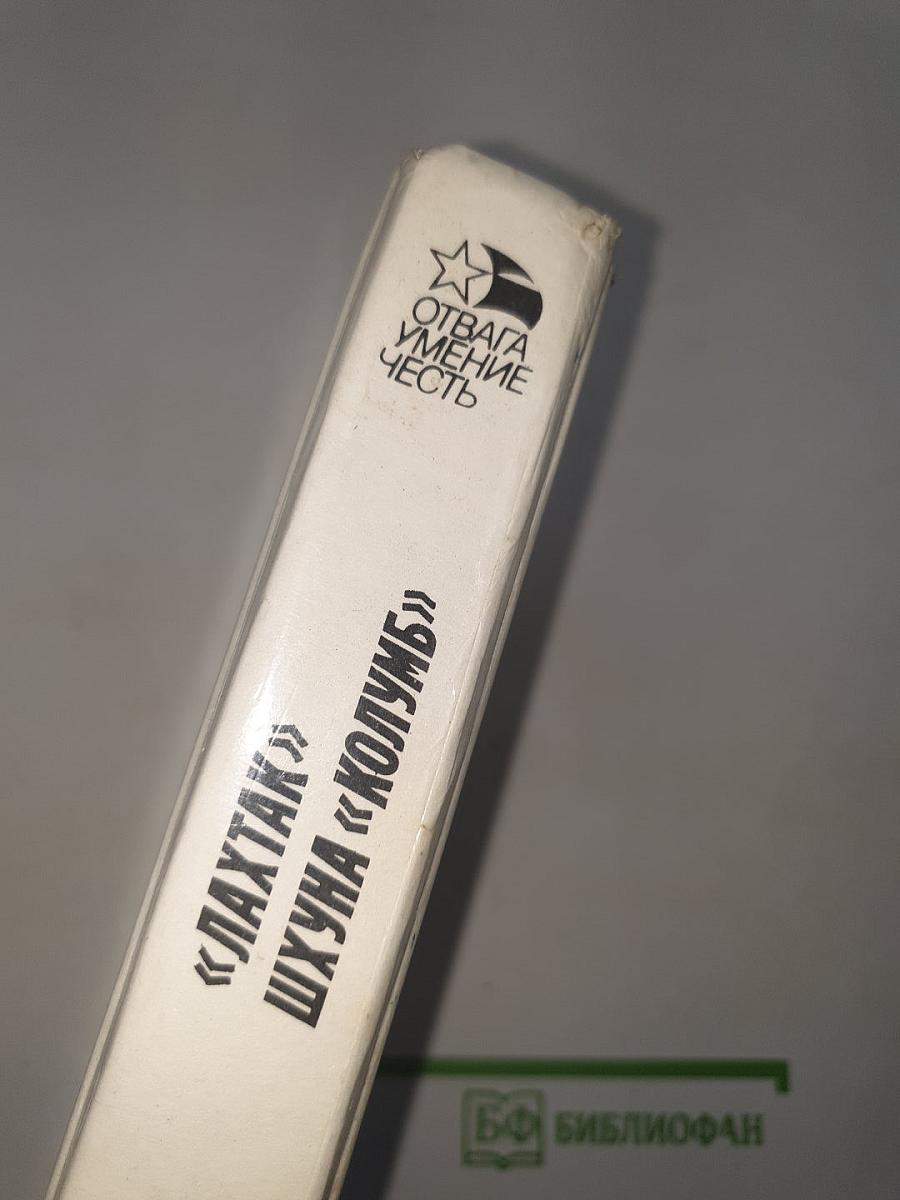 ОТВАГА
УМЕНИЕ
ЧЕСТЬ
«ЛАХТАК»
ШХУНА «КОЛУМБ»
БФ БИБЛИОФАН